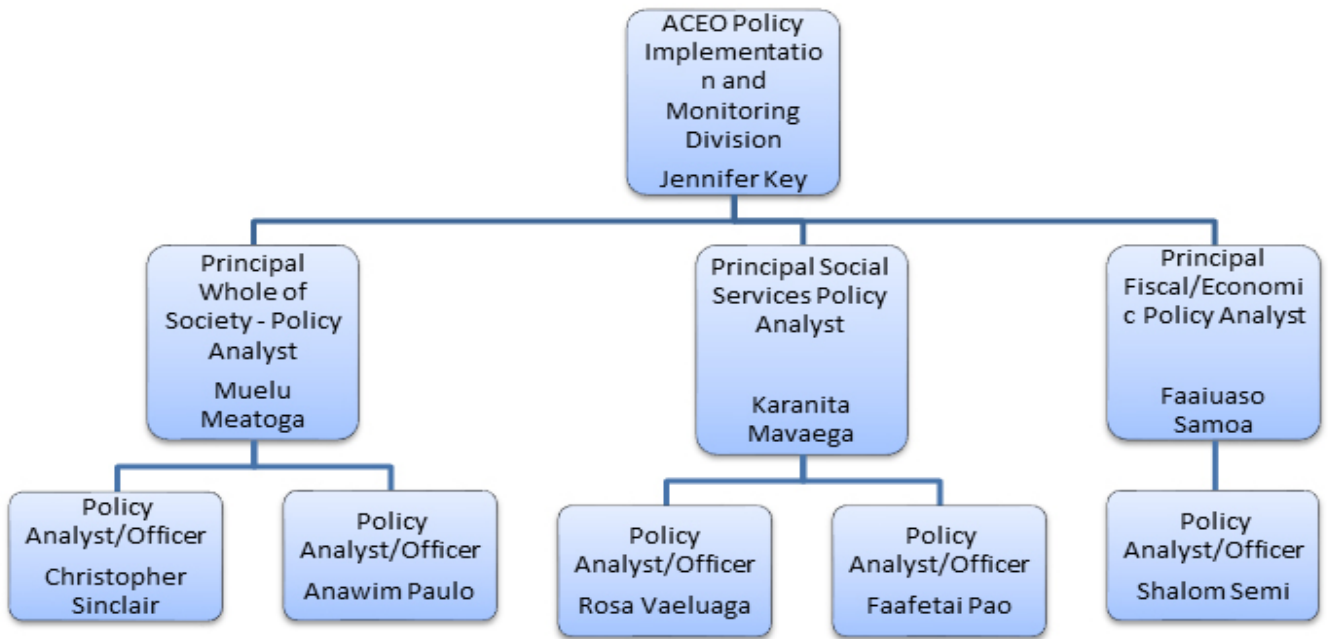 ACEO Policy
Implementatio
n and
Monitoring
Division
Jennifer Key
Principal
Whole of
Society - Policy
Analyst
Muelu
Meatoga
Principal Social
Services Policy
Analyst
Karanita
Mavaega
Principal
Fiscal/Economi
c Policy Analyst
Faaiuaso
Samoa
Policy
Analyst/Officer
Christopher
Sinclair
Policy
Analyst/Officer
Anawim Paulo
Policy
Analyst/Officer
Rosa Vaeluaga
Policy
Analyst/Officer
Faafetai Pao
Policy
Analyst/Officer
Shalom Semi